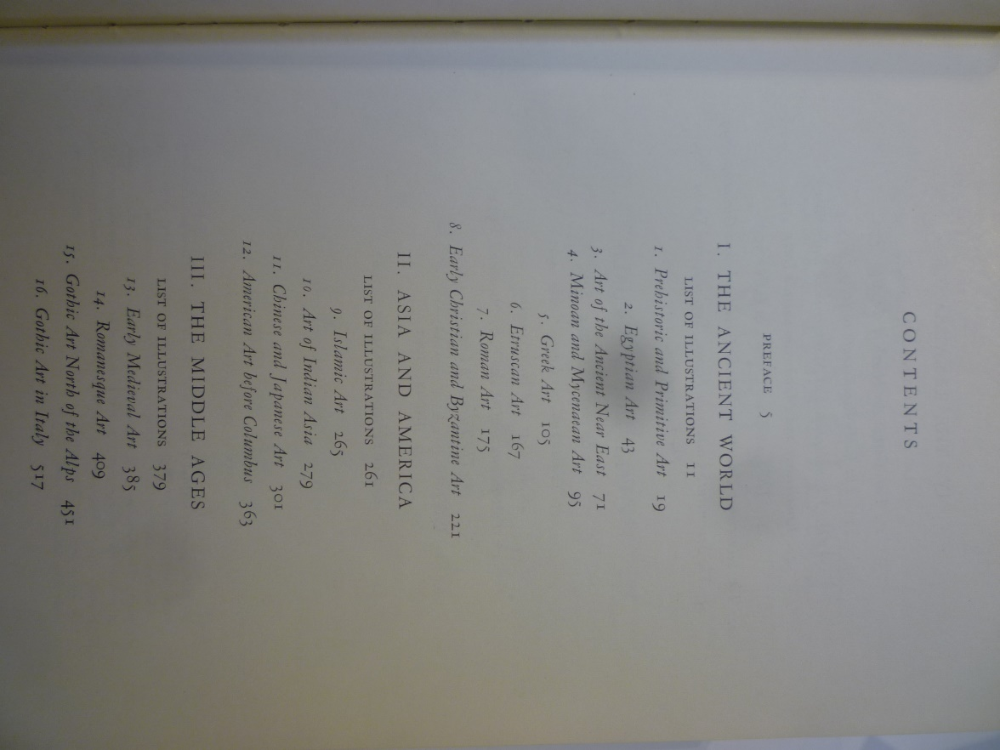 CONTENTS
PREFACE 5
I. THE ANCIENT WORLD
LIST OF ILLUSTRATIONS 11
1. Prehistoric and Primitive Art 19
2. Egyptian Art 43
3. Art of the Ancient Near East 71
4. Minoan and Mycenaean Art 95
5. Greek Art 105
6. Etruscan Art 167
7. Roman Art 175
8. Early Christian and Byzantine Art 221
II. ASIA AND AMERICA
LIST OF ILLUSTRATIONS 261
9. Islamic Art 265
10. Art of Indian Asia 279
11. Chinese and Japanese Art 301
12. American Art before Columbus 363
III. THE MIDDLE AGES
LIST OF ILLUSTRATIONS 379
13. Early Medieval Art 385
14. Romanesque Art 409
15. Gothic Art North of the Alps 451
16. Gothic Art in Italy 517